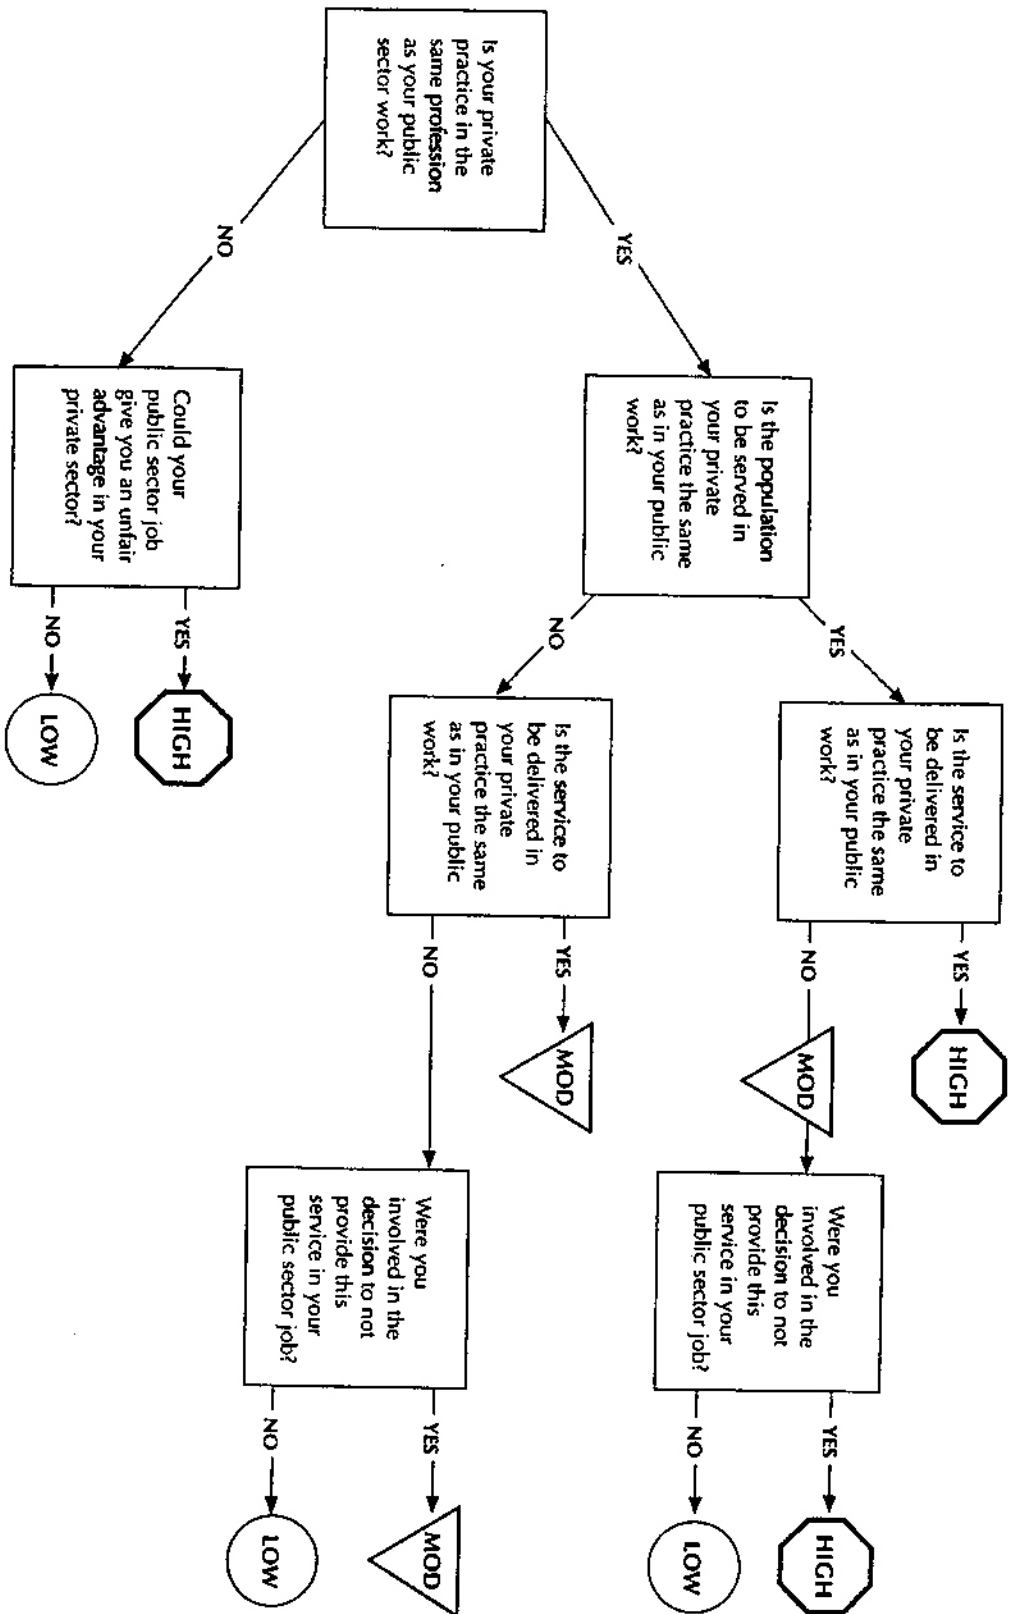 Is your private
practice in the
same profession
as your public
sector work?
YES
NO
Is the population
to be served in
your private
practice the same
as in your public
work?
YES
NO
Could your
public sector job
give you an unfair
advantage in your
private sector?
YES
HIGH
NO
LOW
Is the service to
be delivered in
your private
practice the same
as in your public
work?
YES
HIGH
NO
MOD
Is the service to
be delivered in
your private
practice the same
as in your public
work?
YES
MOD
NO
Were you
involved in the
decision to not
provide this
service in your
public sector job?
YES
HIGH
NO
LOW
Were you
involved in the
decision to not
provide this
service in your
public sector job?
YES
MOD
NO
LOW